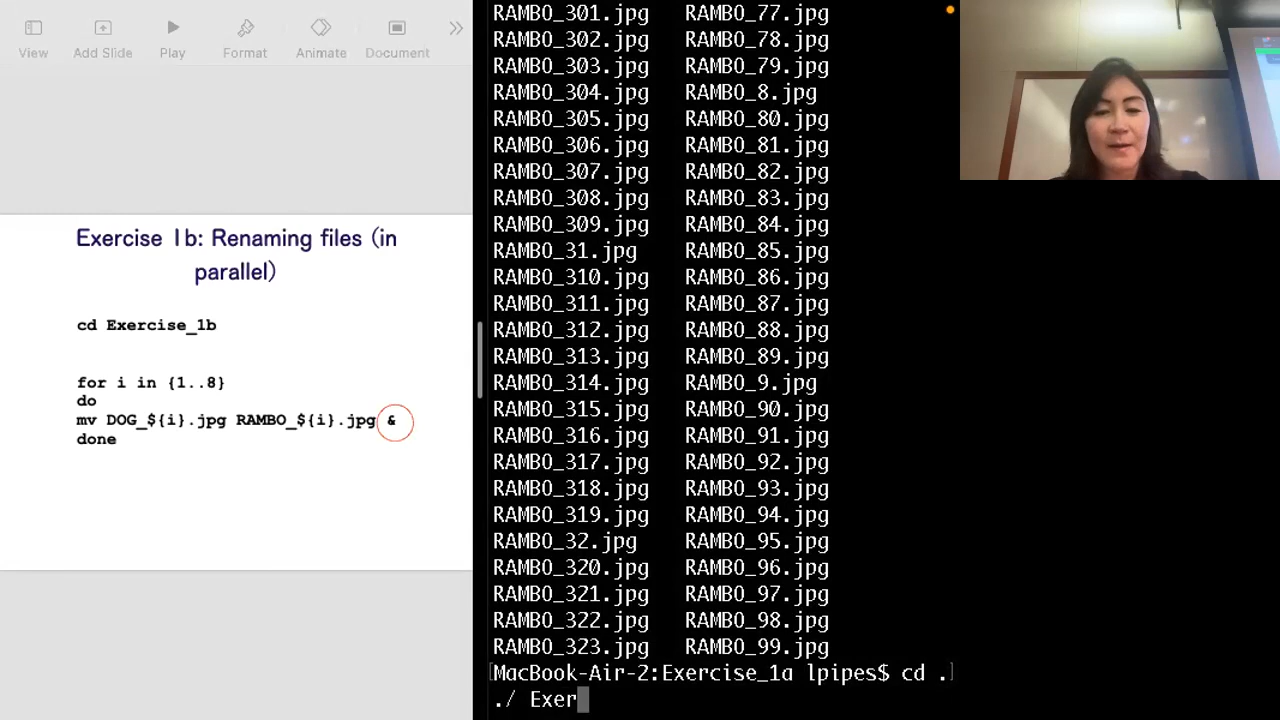 View
Add Slide
Play
Format
Animate
Document
Exercise 1b: Renaming files (in
parallel)
cd Exercise_1b
for i in {1..8}
do
mv DOG_${i}.jpg RAMBO_${i}.jpg &
done
RAMBO_301.jpg RAMBO_77.jpg
RAMBO_302.jpg RAMBO_78.jpg
RAMBO_303.jpg RAMBO_79.jpg
RAMBO_304.jpg RAMBO_8.jpg
RAMBO_305.jpg RAMBO_80.jpg
RAMBO_306.jpg RAMBO_81.jpg
RAMBO_307.jpg RAMBO_82.jpg
RAMBO_308.jpg RAMBO_83.jpg
RAMBO_309.jpg RAMBO_84.jpg
RAMBO_31.jpg RAMBO_85.jpg
RAMBO_310.jpg RAMBO_86.jpg
RAMBO_311.jpg RAMBO_87.jpg
RAMBO_312.jpg RAMBO_88.jpg
RAMBO_313.jpg RAMBO_89.jpg
RAMBO_314.jpg RAMBO_9.jpg
RAMBO_315.jpg RAMBO_90.jpg
RAMBO_316.jpg RAMBO_91.jpg
RAMBO_317.jpg RAMBO_92.jpg
RAMBO_318.jpg RAMBO_93.jpg
RAMBO_319.jpg RAMBO_94.jpg
RAMBO_32.jpg RAMBO_95.jpg
RAMBO_320.jpg RAMBO_96.jpg
RAMBO_321.jpg RAMBO_97.jpg
RAMBO_322.jpg RAMBO_98.jpg
RAMBO_323.jpg RAMBO_99.jpg
[MacBook-Air-2:Exercise_1a lpipes$ cd .]
./ Exer